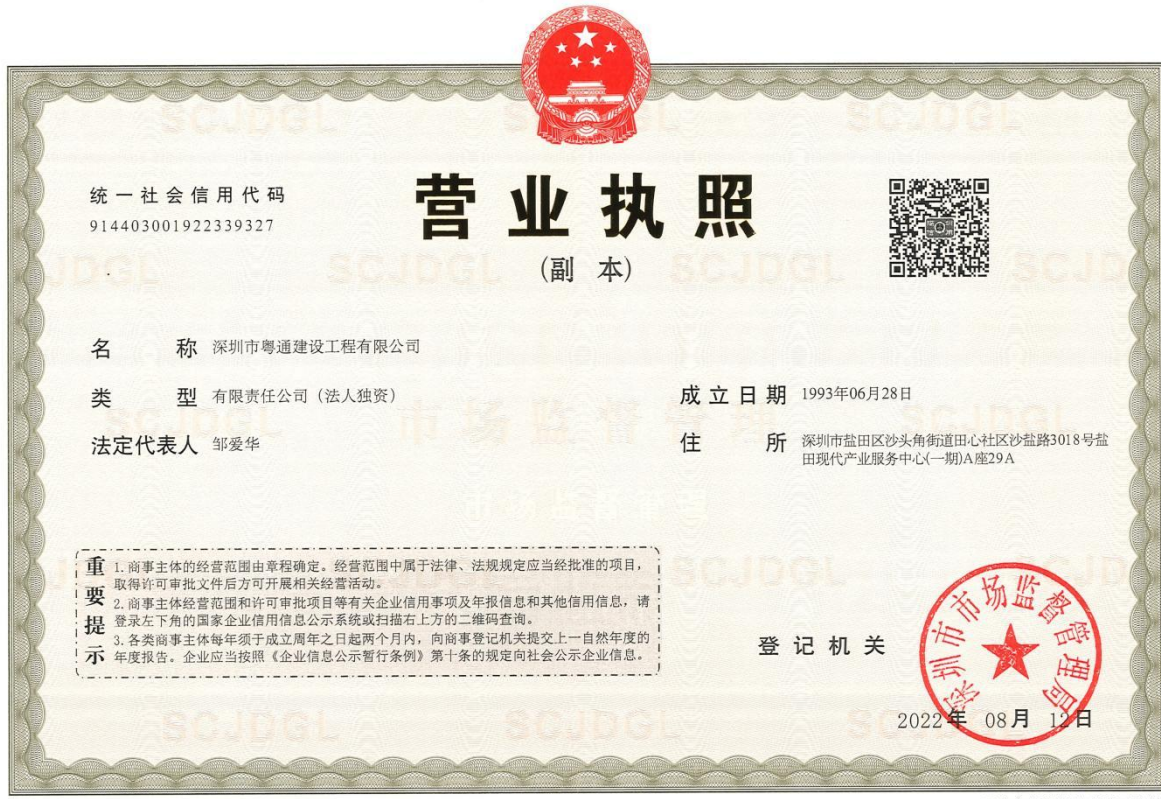 统一社会信用代码
914403001922339327
营业执照
(副 本)
名 称 深圳市粤通建设工程有限公司
类 型 有限责任公司（法人独资）
法定代表人 邹爱华
成立日期 1993年06月28日
住 所 深圳市盐田区沙头角街道田心社区沙盐路3018号盐
田现代产业服务中心(一期)A座29A
重要提示
1. 商事主体的经营范围由章程确定。经营范围中属于法律、法规规定应当经批准的项目，
取得许可审批文件后方可开展相关经营活动。
2. 商事主体经营范围和许可审批项目等有关企业信用事项及年报信息和其他信用信息，请
登录左下角的国家企业信用信息公示系统或扫描右上方的二维码查询。
3. 各类商事主体每年须于成立周年之日起两个月内，向商事登记机关提交上一自然年度的
年度报告。企业应当按照《企业信息公示暂行条例》第十条的规定向社会公示企业信息。
登记机关
深圳市市场监督管理局
2022年 08月 12日
SCJDGL
市场监督管理